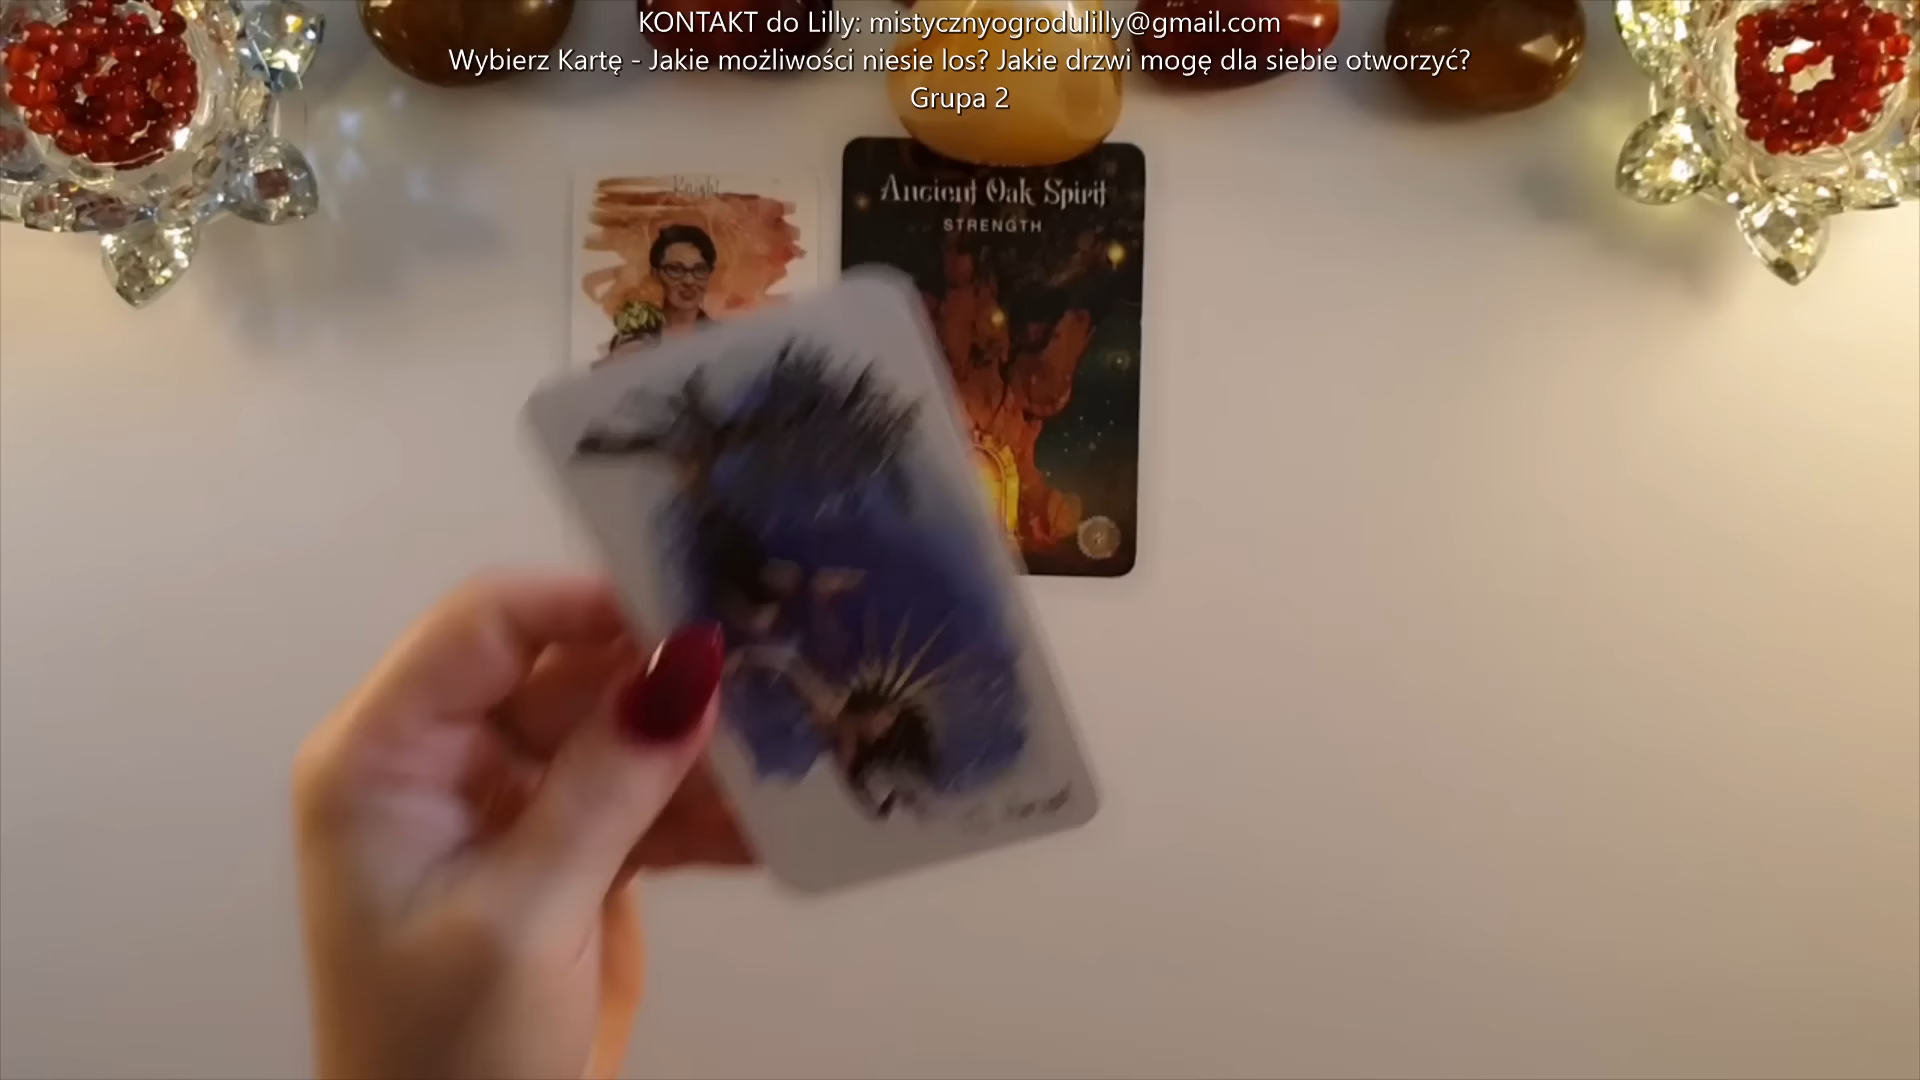 KONTAKT do Lilly: mistycznyogrodulilly@gmail.com
Wybierz Kartę - Jakie możliwości niesie los? Jakie drzwi mogę dla siebie otworzyć?
Grupa 2
Knight
Ancient Oak Spirit
STRENGTH